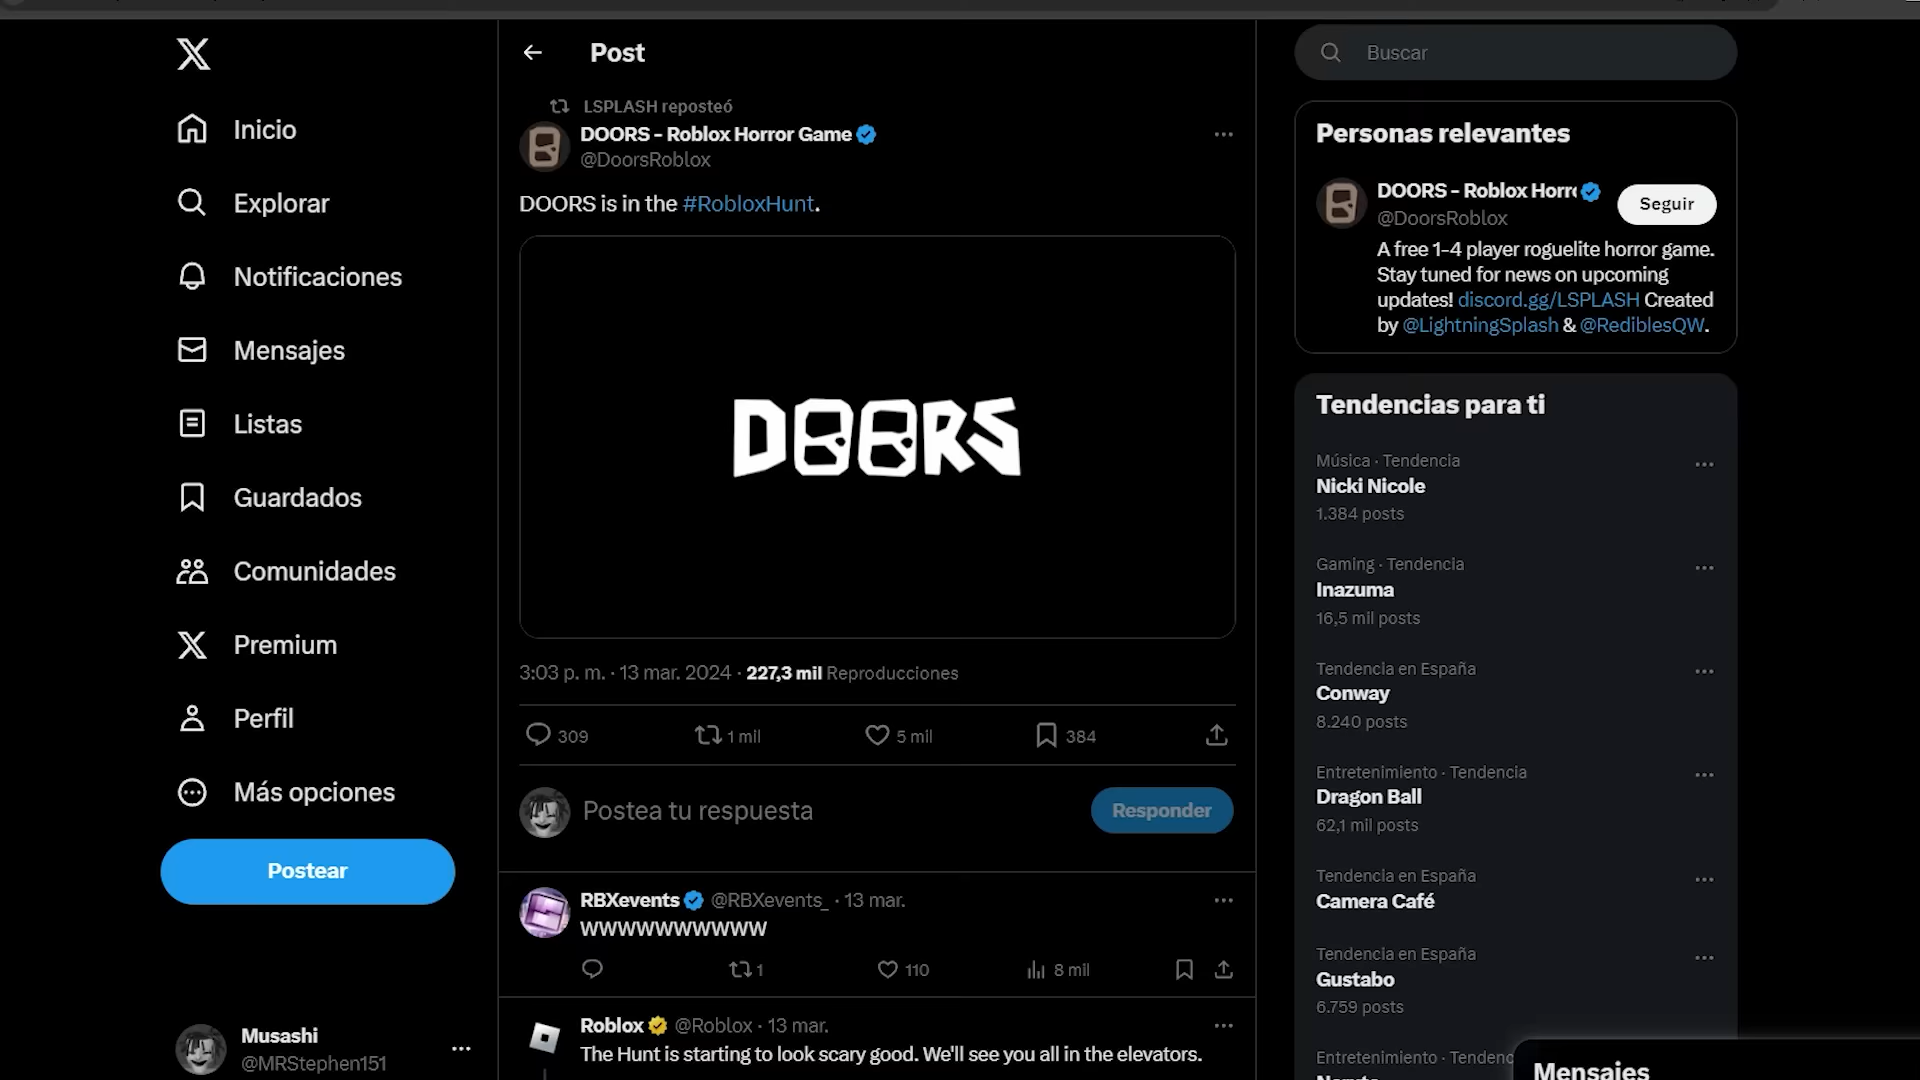 Inicio
Explorar
Notificaciones
Mensajes
Listas
Guardados
Comunidades
Premium
Perfil
Más opciones
Postear
Musashi
@MRStephen151
Post
LSPLASH reposteó
DOORS - Roblox Horror Game
@DoorsRoblox
DOORS is in the #RobloxHunt.
DOORS
3:03 p. m. · 13 mar. 2024 · 227,3 mil Reproducciones
309 1 mil 5 mil 384
Postea tu respuesta
Responder
RBXevents @RBXevents_ · 13 mar.
WWWWWWWWWW
1 110 8 mil
Roblox @Roblox · 13 mar.
The Hunt is starting to look scary good. We'll see you all in the elevators.
Buscar
Personas relevantes
DOORS - Roblox Horr
@DoorsRoblox
Seguir
A free 1-4 player roguelite horror game.
Stay tuned for news on upcoming
updates! discord.gg/LSPLASH Created
by @LightningSplash & @RediblesQW.
Tendencias para ti
Música · Tendencia
Nicki Nicole
1.384 posts
Gaming · Tendencia
Inazuma
16,5 mil posts
Tendencia en España
Conway
8.240 posts
Entretenimiento · Tendencia
Dragon Ball
62,1 mil posts
Tendencia en España
Camera Café
Tendencia en España
Gustabo
6.759 posts
Entretenimiento · Tendenc
Mensajes